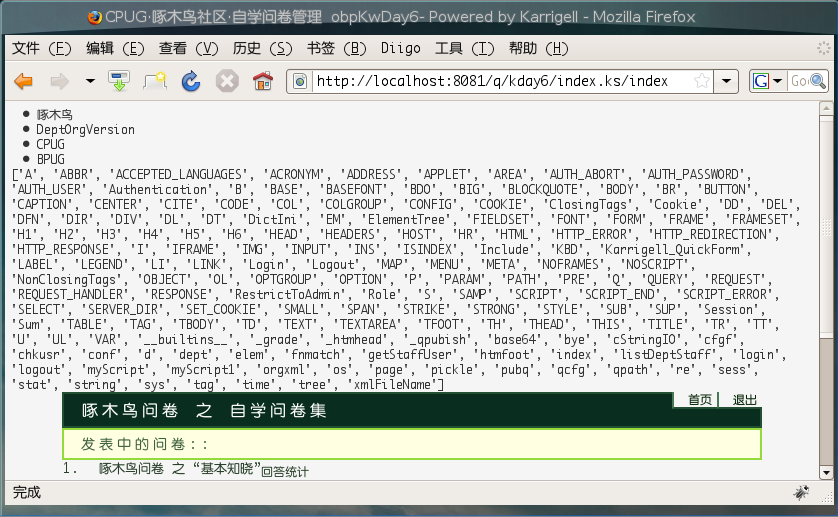 CPUG·啄木鸟社区·自学问卷管理 obpKwDay6- Powered by Karrigell - Mozilla Firefox
文件 (F) 编辑 (E) 查看 (V) 历史 (S) 书签 (B) Diigo 工具 (T) 帮助 (H)
http://localhost:8081/q/kday6/index.ks/index G Go
啄木鸟
DeptOrgVersion
CPUG
BPUG
['A', 'ABBR', 'ACCEPTED_LANGUAGES', 'ACRONYM', 'ADDRESS', 'APPLET', 'AREA', 'AUTH_ABORT', 'AUTH_PASSWORD',
'AUTH_USER', 'Authentication', 'B', 'BASE', 'BASEFONT', 'BDO', 'BIG', 'BLOCKQUOTE', 'BODY', 'BR', 'BUTTON',
'CAPTION', 'CENTER', 'CITE', 'CODE', 'COL', 'COLGROUP', 'CONFIG', 'COOKIE', 'ClosingTags', 'Cookie', 'DD', 'DEL',
'DFN', 'DIR', 'DIV', 'DL', 'DT', 'DictIni', 'EM', 'ElementTree', 'FIELDSET', 'FONT', 'FORM', 'FRAME', 'FRAMESET',
'H1', 'H2', 'H3', 'H4', 'H5', 'H6', 'HEAD', 'HEADERS', 'HOST', 'HR', 'HTML', 'HTTP_ERROR', 'HTTP_REDIRECTION',
'HTTP_RESPONSE', 'I', 'IFRAME', 'IMG', 'INPUT', 'INS', 'ISINDEX', 'Include', 'KBD', 'Karrigell_QuickForm',
'LABEL', 'LEGEND', 'LI', 'LINK', 'Login', 'Logout', 'MAP', 'MENU', 'META', 'NOFRAMES', 'NOSCRIPT',
'NonClosingTags', 'OBJECT', 'OL', 'OPTGROUP', 'OPTION', 'P', 'PARAM', 'PATH', 'PRE', 'Q', 'QUERY', 'REQUEST',
'REQUEST_HANDLER', 'RESPONSE', 'RestrictToAdmin', 'Role', 'S', 'SAMP', 'SCRIPT', 'SCRIPT_END', 'SCRIPT_ERROR',
'SELECT', 'SERVER_DIR', 'SET_COOKIE', 'SMALL', 'SPAN', 'STRIKE', 'STRONG', 'STYLE', 'SUB', 'SUP', 'Session',
'Sum', 'TABLE', 'TAG', 'TBODY', 'TD', 'TEXT', 'TEXTAREA', 'TFOOT', 'TH', 'THEAD', 'THIS', 'TITLE', 'TR', 'TT',
'U', 'UL', 'VAR', '__builtins__', '_grade', '_htmhead', '_qpubish', 'base64', 'bye', 'cStringIO', 'cfgf',
'chkusr', 'conf', 'd', 'dept', 'elem', 'fnmatch', 'getStaffUser', 'htmfoot', 'index', 'listDeptStaff', 'login',
'logout', 'myScript', 'myScript1', 'orgxml', 'os', 'page', 'pickle', 'pubq', 'qcfg', 'qpath', 're', 'sess',
'stat', 'string', 'sys', 'tag', 'time', 'tree', 'xmlFileName']
首页 退出
啄木鸟问卷 之 自学问卷集
发表中的问卷::
1. 啄木鸟问卷 之 “基本知晓”回答统计
完成